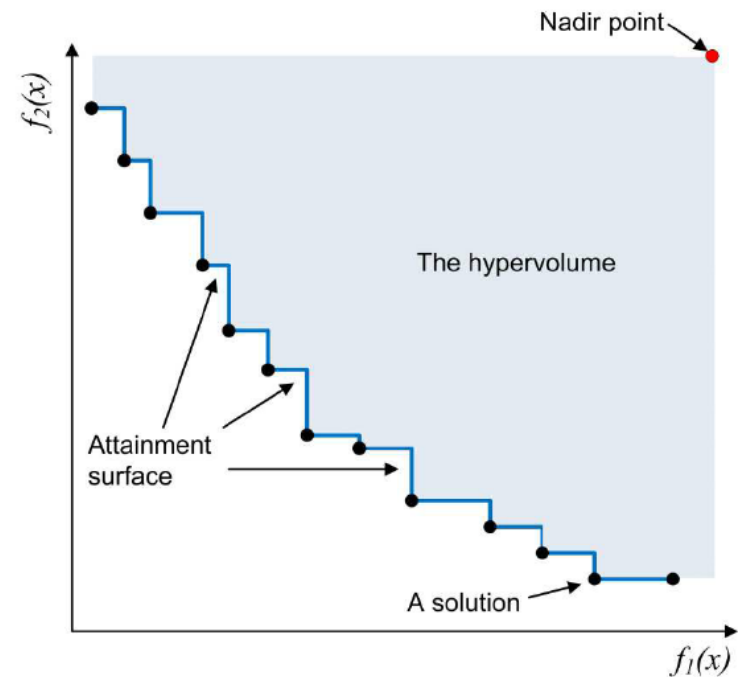 Nadir point
f₂(x)
The hypervolume
Attainment
surface
A solution
f₁(x)